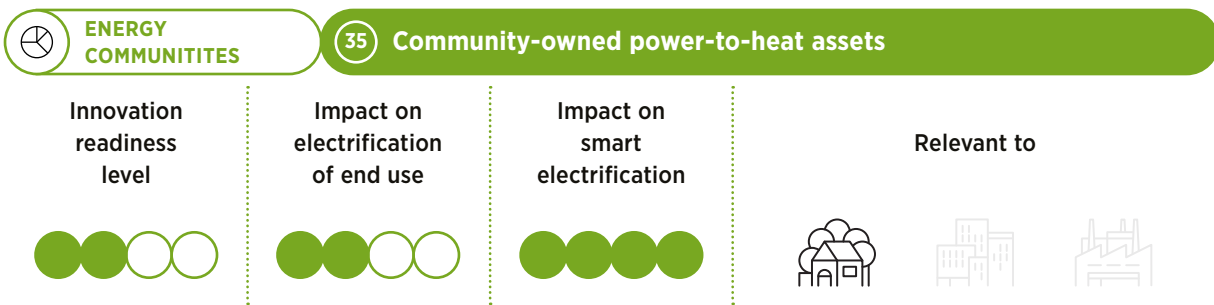 ENERGY
COMMUNITITES
35 Community-owned power-to-heat assets
Innovation
readiness
level
Impact on
electrification
of end use
Impact on
smart
electrification
Relevant to